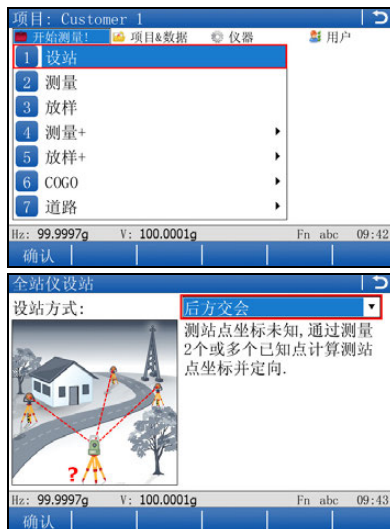 项目: Customer 1
开始测量! 项目&数据 仪器 用户
1 设站
2 测量
3 放样
4 测量+
5 放样+
6 COGO
7 道路
Hz: 99.9997g V: 100.0001g Fn abc 09:42
确认
全站仪设站
设站方式: 后方交会
测站点坐标未知,通过测量
2个或多个已知点计算测站
点坐标并定向.
?
Hz: 99.9997g V: 100.0001g Fn abc 09:43
确认